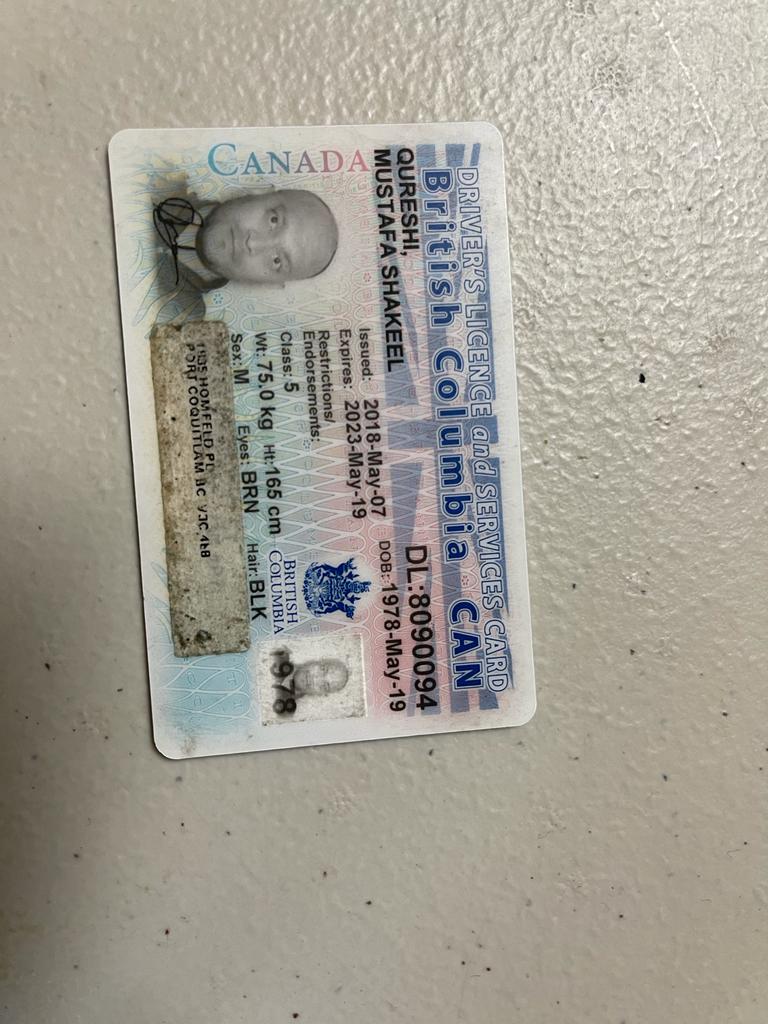 DRIVER'S LICENCE and SERVICES CARD
British Columbia CAN
CANADA
QURESHI,
MUSTAFA SHAKEEL
DL:8090094
DOB: 1978-May-19
Issued: 2018-May-07
Expires: 2023-May-19
Restrictions/
Endorsements:
Class: 5
Wt: 75.0 kg Ht: 165 cm
Sex: M Eyes: BRN Hair: BLK
BRITISH
COLUMBIA
1978
HOMFELD PL
PORT COQUITLAM BC V3C 4B8